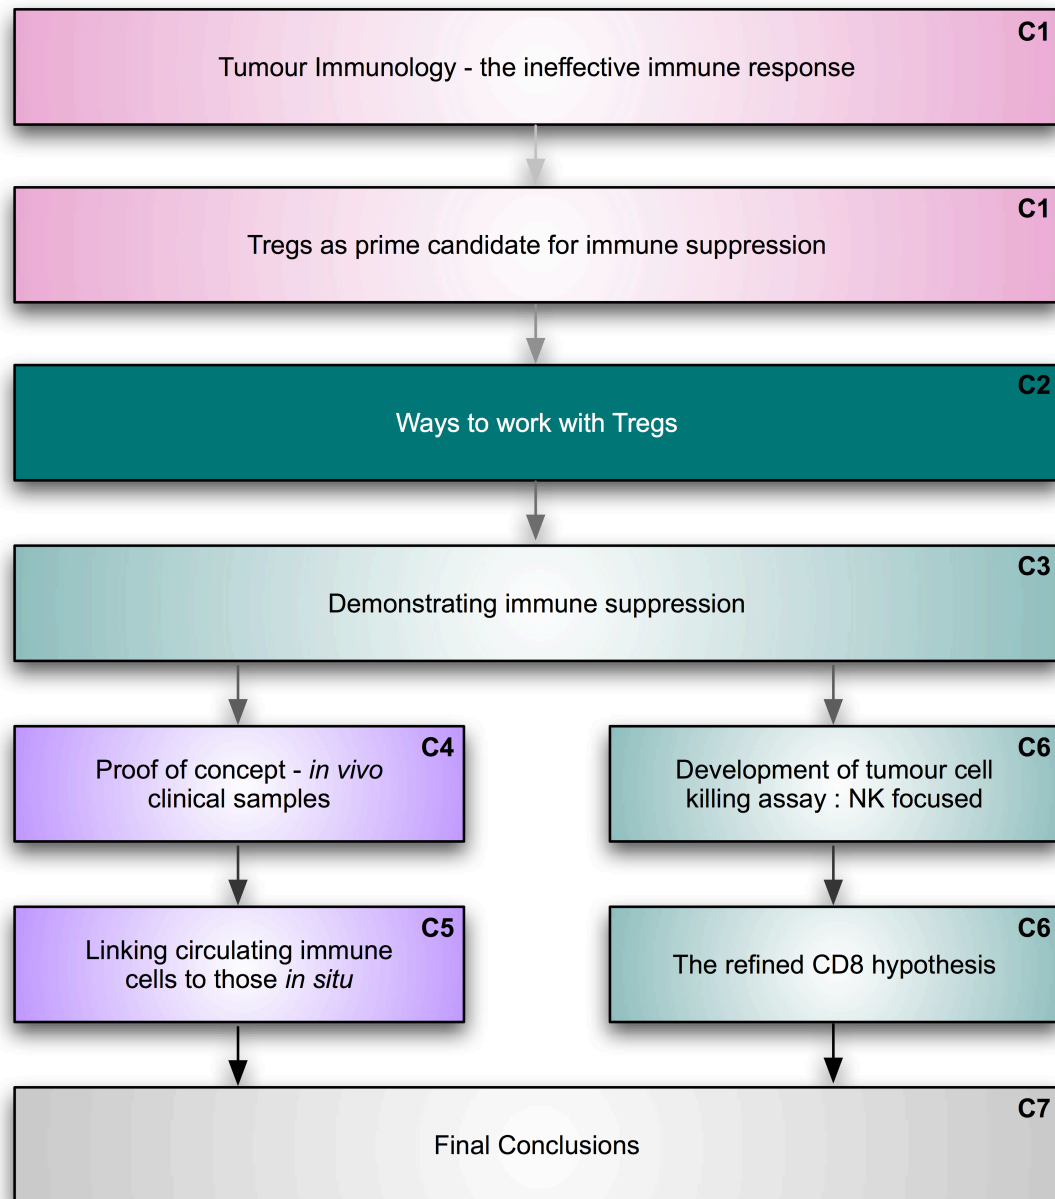 C1
Tumour Immunology - the ineffective immune response
C1
Tregs as prime candidate for immune suppression
C2
Ways to work with Tregs
C3
Demonstrating immune suppression
C4
Proof of concept - in vivo
clinical samples
C6
Development of tumour cell
killing assay : NK focused
C5
Linking circulating immune
cells to those in situ
C6
The refined CD8 hypothesis
C7
Final Conclusions